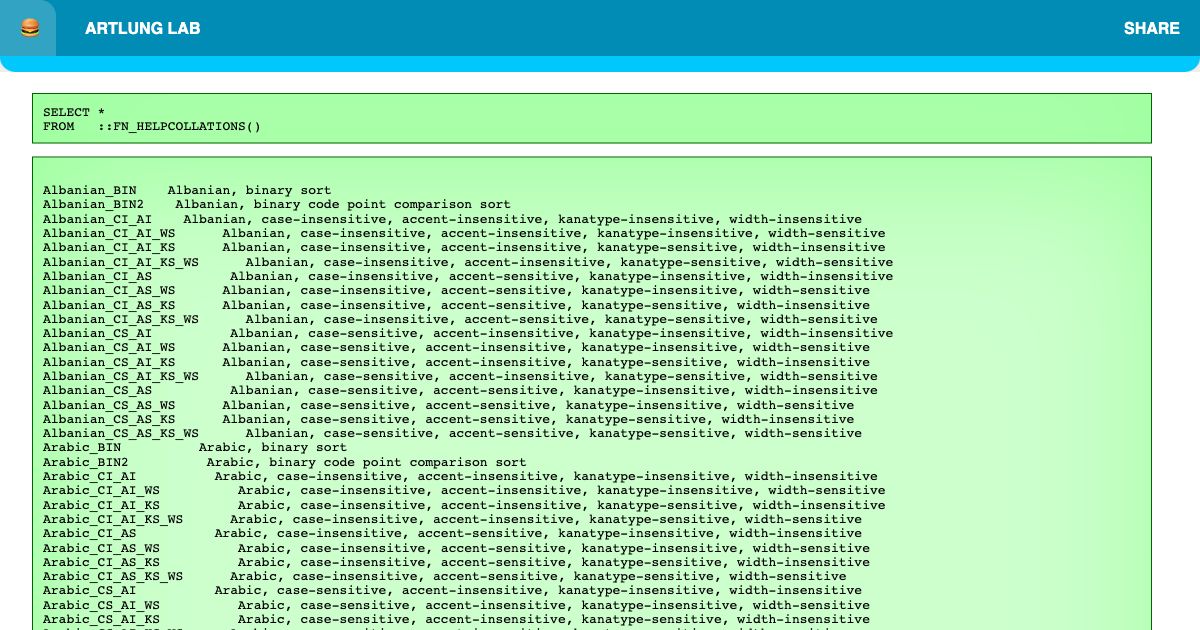 ARTLUNG LAB
SHARE
SELECT *
FROM   ::FN_HELPCOLLATIONS()
Albanian_BIN    Albanian, binary sort
Albanian_BIN2    Albanian, binary code point comparison sort
Albanian_CI_AI    Albanian, case-insensitive, accent-insensitive, kanatype-insensitive, width-insensitive
Albanian_CI_AI_WS      Albanian, case-insensitive, accent-insensitive, kanatype-insensitive, width-sensitive
Albanian_CI_AI_KS      Albanian, case-insensitive, accent-insensitive, kanatype-sensitive, width-insensitive
Albanian_CI_AI_KS_WS      Albanian, case-insensitive, accent-insensitive, kanatype-sensitive, width-sensitive
Albanian_CI_AS          Albanian, case-insensitive, accent-sensitive, kanatype-insensitive, width-insensitive
Albanian_CI_AS_WS      Albanian, case-insensitive, accent-sensitive, kanatype-insensitive, width-sensitive
Albanian_CI_AS_KS      Albanian, case-insensitive, accent-sensitive, kanatype-sensitive, width-insensitive
Albanian_CI_AS_KS_WS      Albanian, case-insensitive, accent-sensitive, kanatype-sensitive, width-sensitive
Albanian_CS_AI          Albanian, case-sensitive, accent-insensitive, kanatype-insensitive, width-insensitive
Albanian_CS_AI_WS      Albanian, case-sensitive, accent-insensitive, kanatype-insensitive, width-sensitive
Albanian_CS_AI_KS      Albanian, case-sensitive, accent-insensitive, kanatype-sensitive, width-insensitive
Albanian_CS_AI_KS_WS      Albanian, case-sensitive, accent-insensitive, kanatype-sensitive, width-sensitive
Albanian_CS_AS          Albanian, case-sensitive, accent-sensitive, kanatype-insensitive, width-insensitive
Albanian_CS_AS_WS      Albanian, case-sensitive, accent-sensitive, kanatype-insensitive, width-sensitive
Albanian_CS_AS_KS      Albanian, case-sensitive, accent-sensitive, kanatype-sensitive, width-insensitive
Albanian_CS_AS_KS_WS      Albanian, case-sensitive, accent-sensitive, kanatype-sensitive, width-sensitive
Arabic_BIN          Arabic, binary sort
Arabic_BIN2          Arabic, binary code point comparison sort
Arabic_CI_AI          Arabic, case-insensitive, accent-insensitive, kanatype-insensitive, width-insensitive
Arabic_CI_AI_WS          Arabic, case-insensitive, accent-insensitive, kanatype-insensitive, width-sensitive
Arabic_CI_AI_KS          Arabic, case-insensitive, accent-insensitive, kanatype-sensitive, width-insensitive
Arabic_CI_AI_KS_WS      Arabic, case-insensitive, accent-insensitive, kanatype-sensitive, width-sensitive
Arabic_CI_AS          Arabic, case-insensitive, accent-sensitive, kanatype-insensitive, width-insensitive
Arabic_CI_AS_WS          Arabic, case-insensitive, accent-sensitive, kanatype-insensitive, width-sensitive
Arabic_CI_AS_KS          Arabic, case-insensitive, accent-sensitive, kanatype-sensitive, width-insensitive
Arabic_CI_AS_KS_WS      Arabic, case-insensitive, accent-sensitive, kanatype-sensitive, width-sensitive
Arabic_CS_AI          Arabic, case-sensitive, accent-insensitive, kanatype-insensitive, width-insensitive
Arabic_CS_AI_WS          Arabic, case-sensitive, accent-insensitive, kanatype-insensitive, width-sensitive
Arabic_CS_AI_KS          Arabic, case-sensitive, accent-insensitive, kanatype-sensitive, width-insensitive